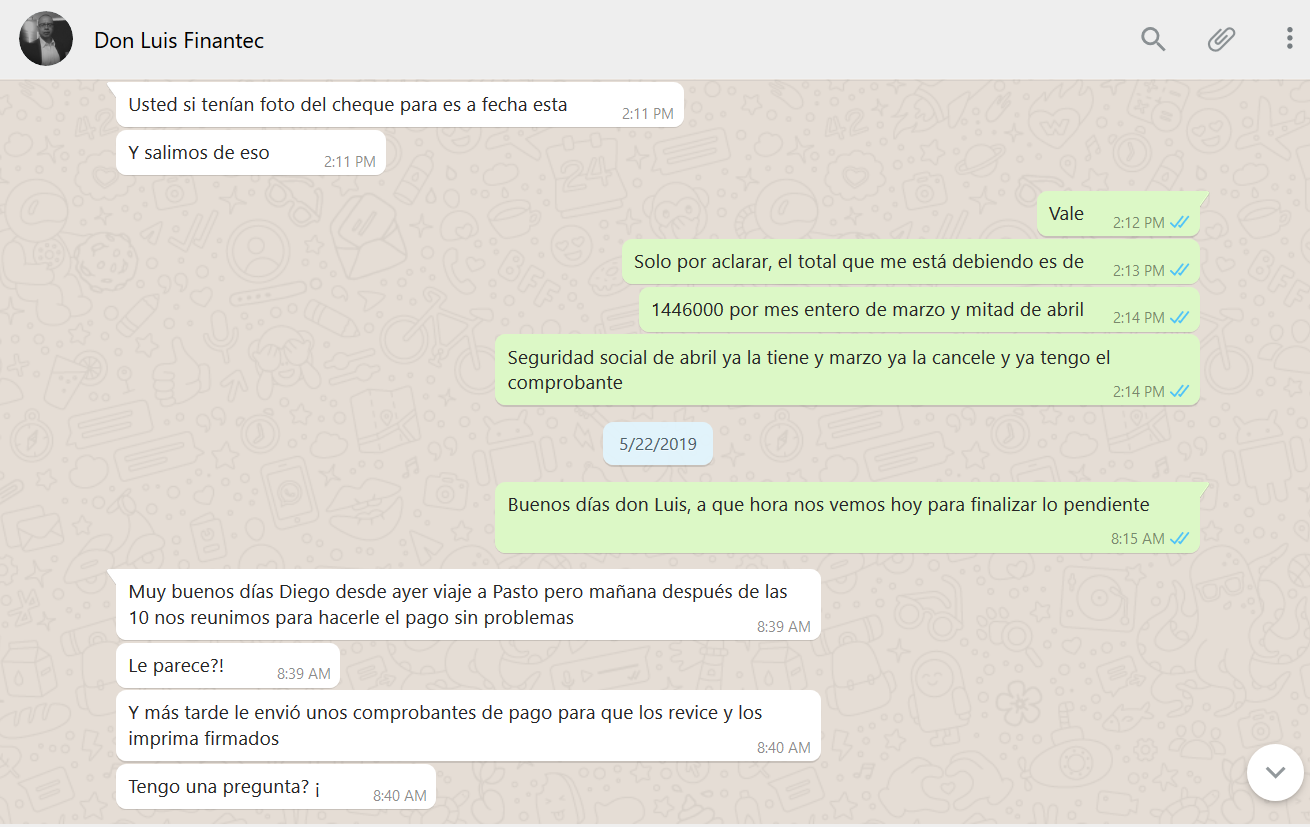 Don Luis Finantec
Usted si tenían foto del cheque para es a fecha esta
2:11 PM
Y salimos de eso
2:11 PM
Vale
2:12 PM
Solo por aclarar, el total que me está debiendo es de
2:13 PM
1446000 por mes entero de marzo y mitad de abril
2:14 PM
Seguridad social de abril ya la tiene y marzo ya la cancele y ya tengo el
comprobante
2:14 PM
5/22/2019
Buenos días don Luis, a que hora nos vemos hoy para finalizar lo pendiente
8:15 AM
Muy buenos días Diego desde ayer viaje a Pasto pero mañana después de las
10 nos reunimos para hacerle el pago sin problemas
8:39 AM
Le parece?!
8:39 AM
Y más tarde le envió unos comprobantes de pago para que los revice y los
imprima firmados
8:40 AM
Tengo una pregunta? ¡
8:40 AM